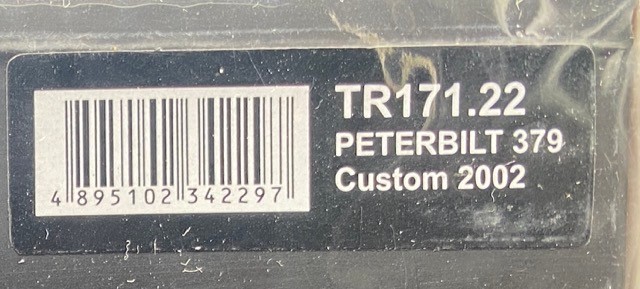 TR171.22
PETERBILT 379
Custom 2002
4 895102 342297